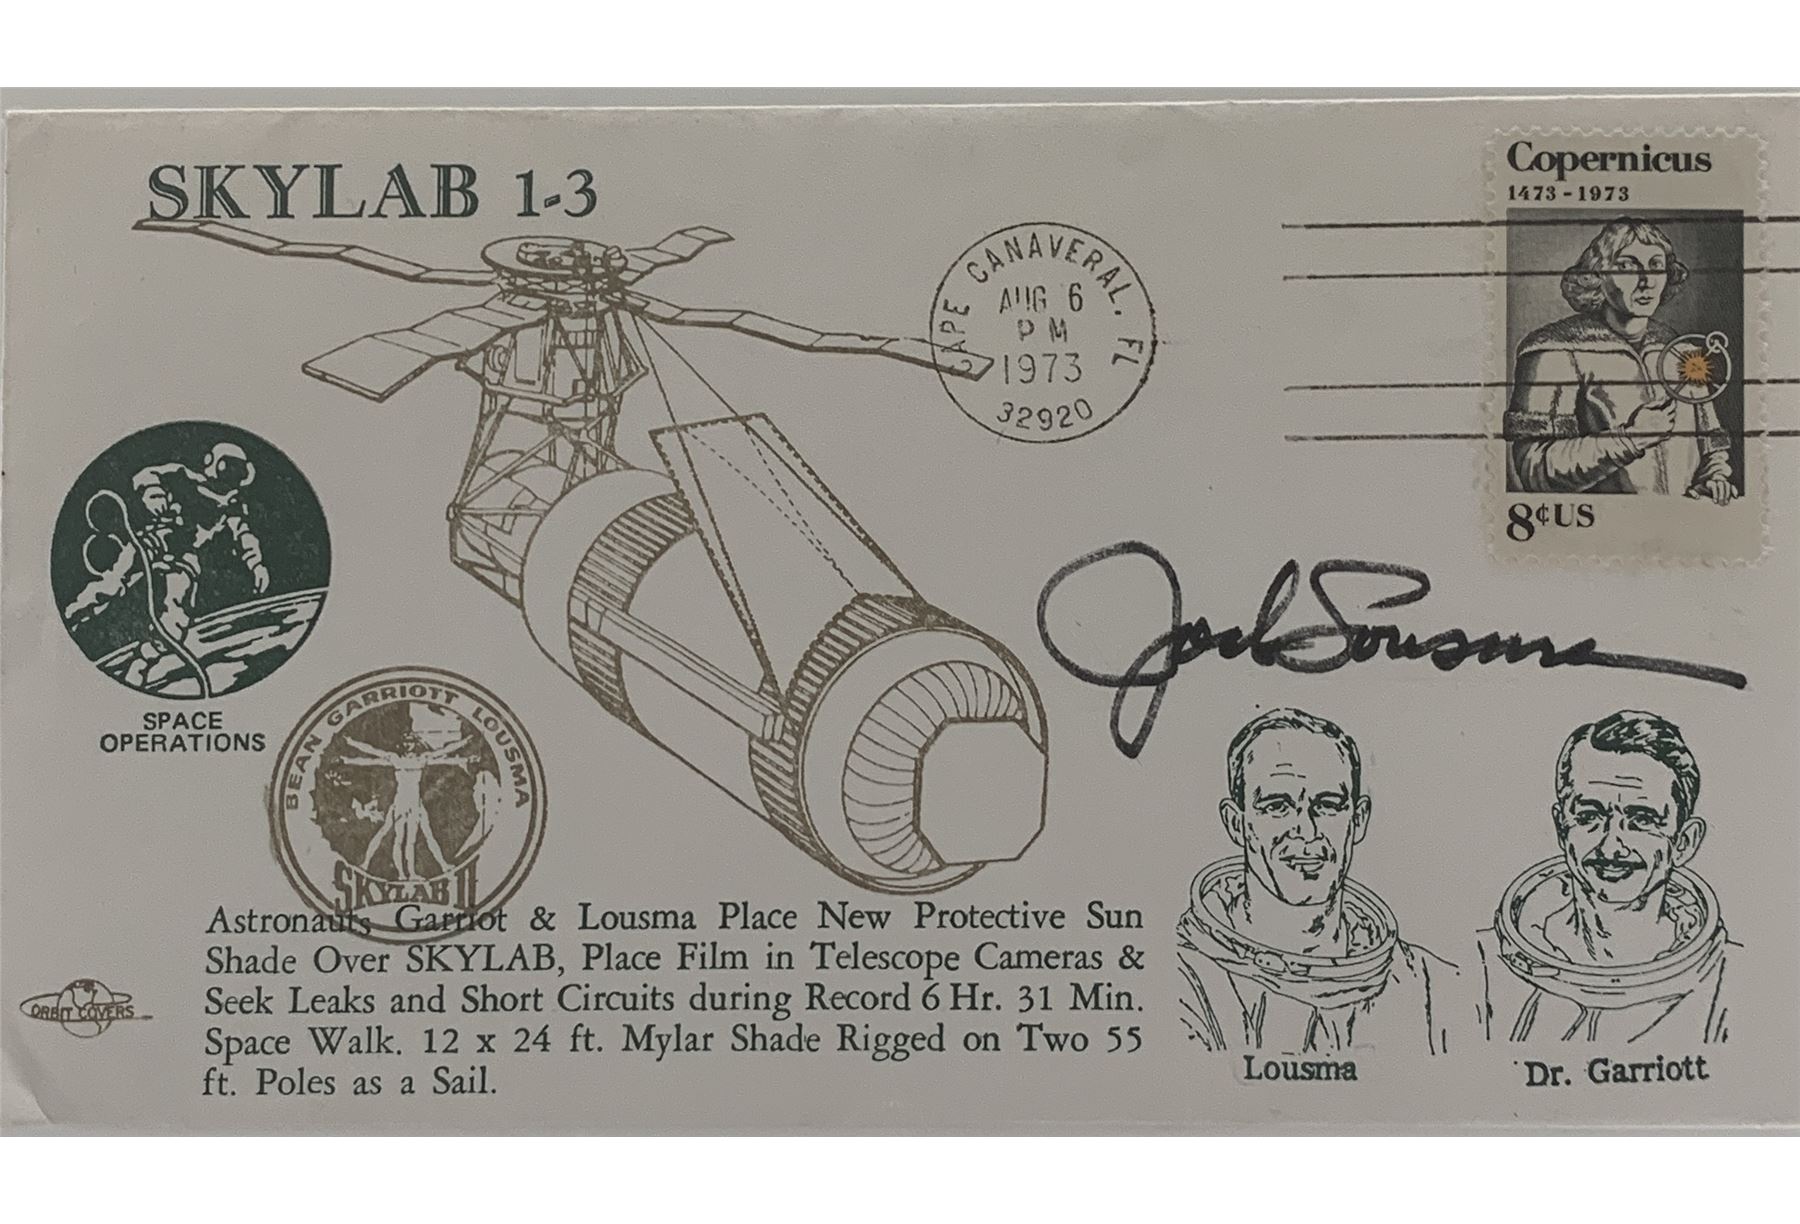 SKYLAB 1-3
Copernicus
1473-1973
CAPE CANAVERAL. FL
AUG 6
PM
1973
32920
8¢US
Jack Lousma
SPACE
OPERATIONS
BEAN GARRIOTT LOUSMA
SKYLAB II
Astronauts Garriot & Lousma Place New Protective Sun
Shade Over SKYLAB, Place Film in Telescope Cameras &
Seek Leaks and Short Circuits during Record 6 Hr. 31 Min.
Space Walk. 12 x 24 ft. Mylar Shade Rigged on Two 55
ft. Poles as a Sail.
ORBIT COVERS
Lousma
Dr. Garriott